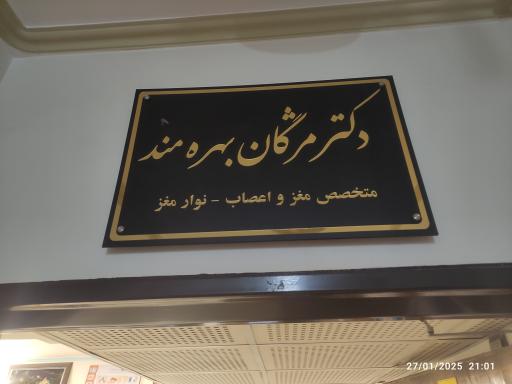 دکتر مژگان بهره مند
متخصص مغز و اعصاب - نوار مغز
27/01/2025 21:01